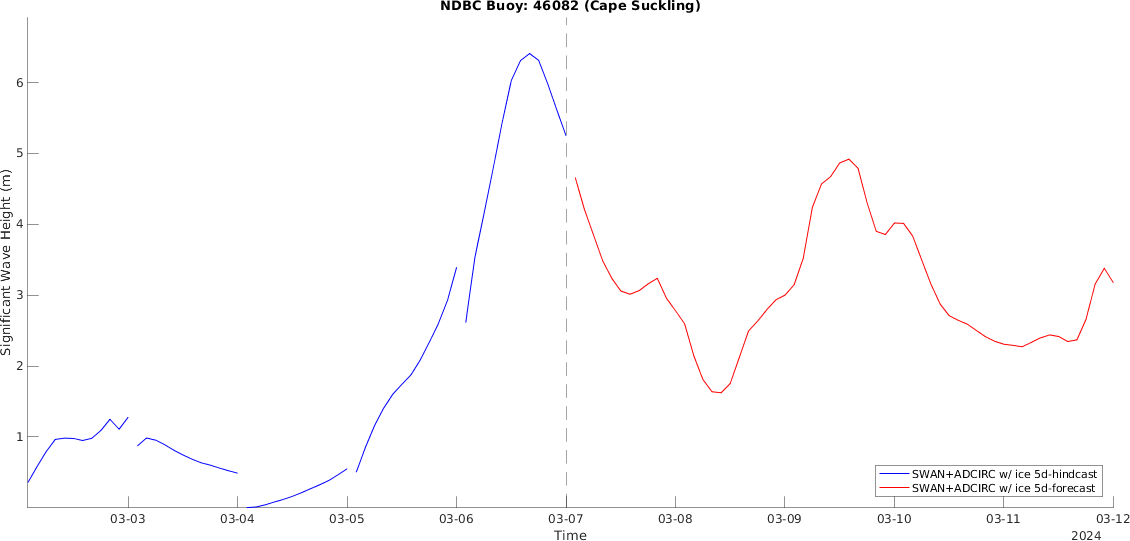 NDBC Buoy: 46082 (Cape Suckling)
Significant Wave Height (m)
6
5
4
3
2
1
SWAN+ADCIRC w/ ice 5d-hindcast
SWAN+ADCIRC w/ ice 5d-forecast
03-03 03-04 03-05 03-06 03-07 03-08 03-09 03-10 03-11 03-12
Time
2024